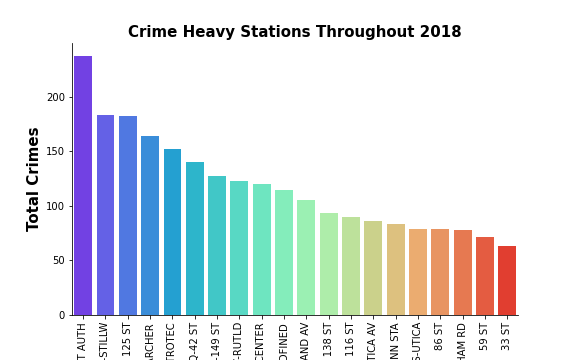 Crime Heavy Stations Throughout 2018
Total Crimes
200
150
100
50
0
T AUTH
-STILLW
125 ST
ARCHER
TROTEC
Q-42 ST
-149 ST
-RUTLD
CENTER
OFINED
AND AV
138 ST
116 ST
TICA AV
NN STA
S-UTICA
86 ST
HAM RD
59 ST
33 ST